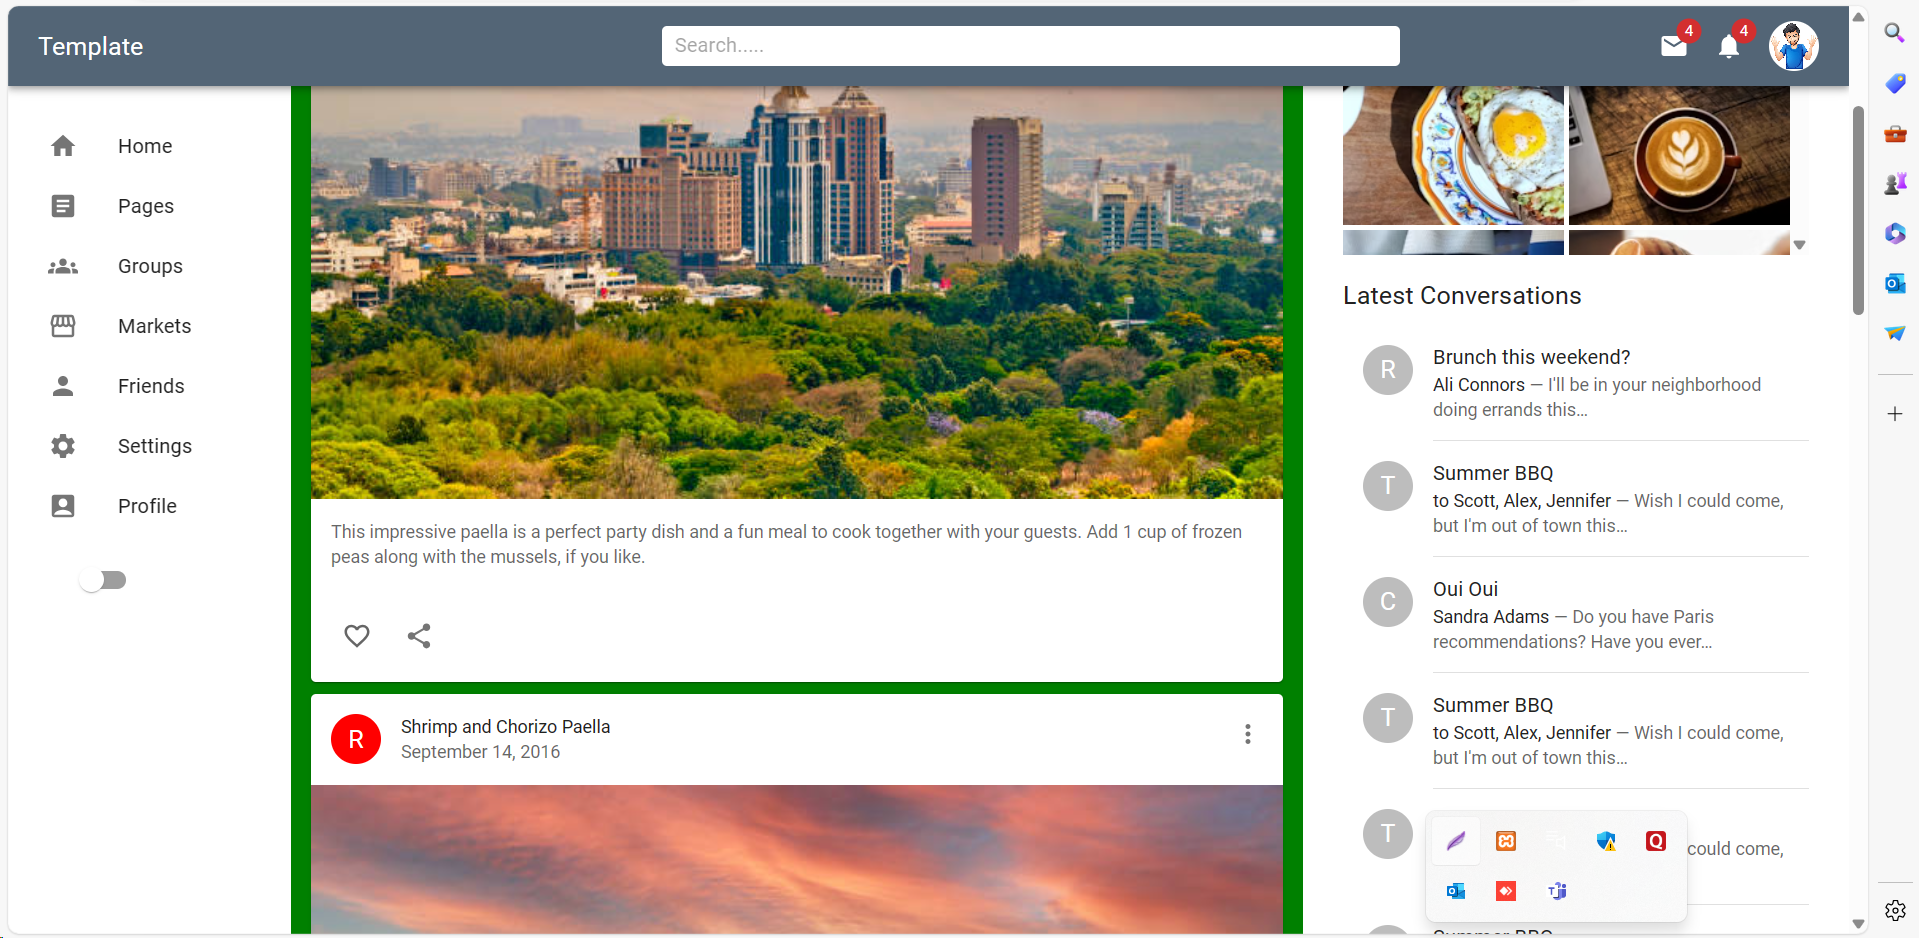 Template
Search.....
4
4
Home
Pages
Groups
Markets
Friends
Settings
Profile
This impressive paella is a perfect party dish and a fun meal to cook together with your guests. Add 1 cup of frozen
peas along with the mussels, if you like.
R
Shrimp and Chorizo Paella
September 14, 2016
Latest Conversations
R
Brunch this weekend?
Ali Connors — I'll be in your neighborhood
doing errands this…
T
Summer BBQ
to Scott, Alex, Jennifer — Wish I could come,
but I'm out of town this…
C
Oui Oui
Sandra Adams — Do you have Paris
recommendations? Have you ever…
T
Summer BBQ
to Scott, Alex, Jennifer — Wish I could come,
but I'm out of town this…
T
could come,
Summer BBQ